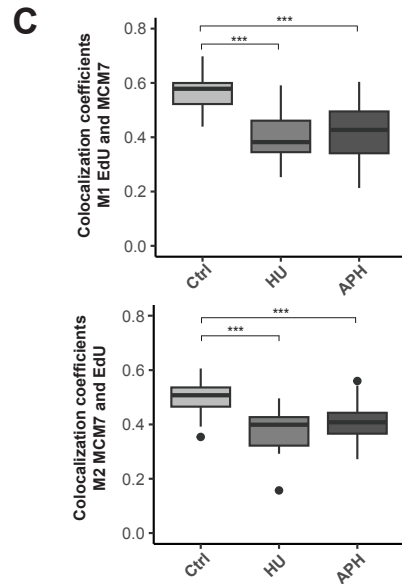 C
Colocalization coefficients
M1 EdU and MCM7
0.8
0.6
0.4
0.2
0.0
***
***
Ctrl
HU
APH
Colocalization coefficients
M2 MCM7 and EdU
0.8
0.6
0.4
0.2
0.0
***
***
Ctrl
HU
APH